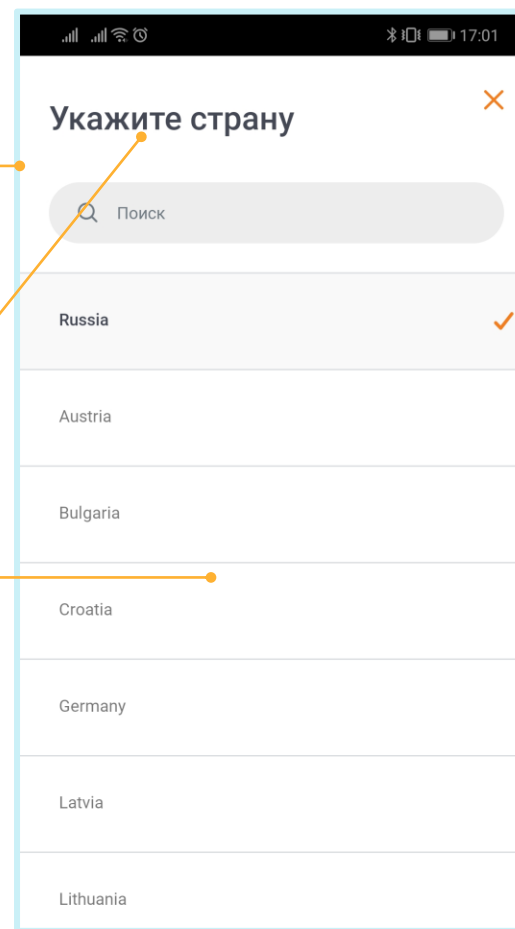 17:01
Укажите страну
Поиск
Russia
Austria
Bulgaria
Croatia
Germany
Latvia
Lithuania